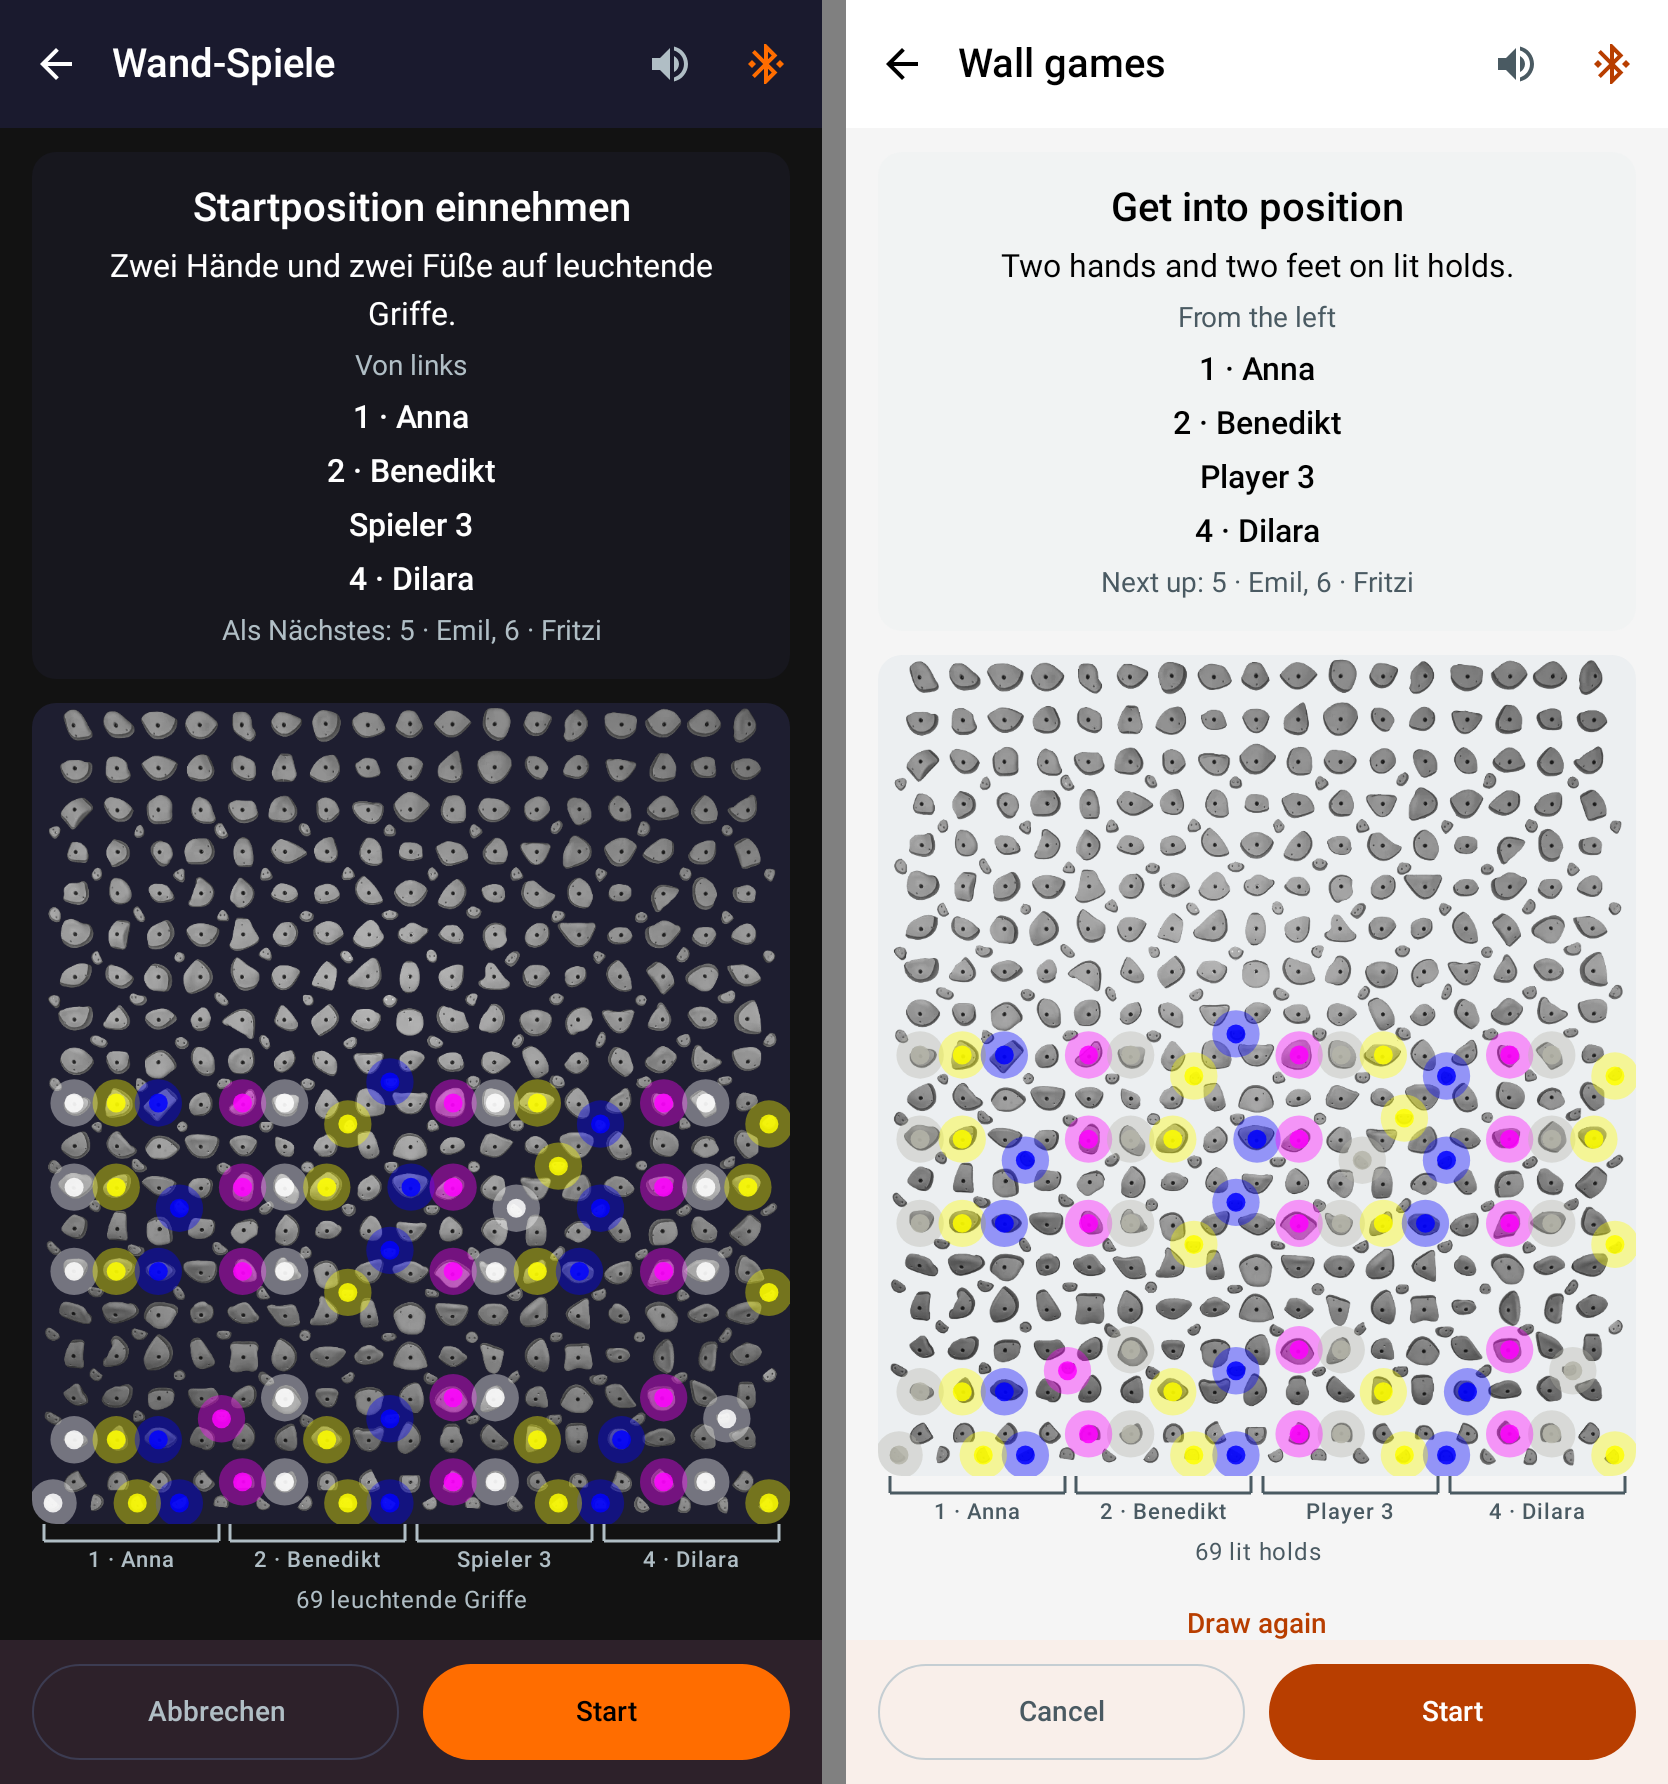 Wand-Spiele
Startposition einnehmen
Zwei Hände und zwei Füße auf leuchtende
Griffe.
Von links
1 · Anna
2 · Benedikt
Spieler 3
4 · Dilara
Als Nächstes: 5 · Emil, 6 · Fritzi
1 · Anna
2 · Benedikt
Spieler 3
4 · Dilara
69 leuchtende Griffe
Abbrechen
Start
Wall games
Get into position
Two hands and two feet on lit holds.
From the left
1 · Anna
2 · Benedikt
Player 3
4 · Dilara
Next up: 5 · Emil, 6 · Fritzi
1 · Anna
2 · Benedikt
Player 3
4 · Dilara
69 lit holds
Draw again
Cancel
Start